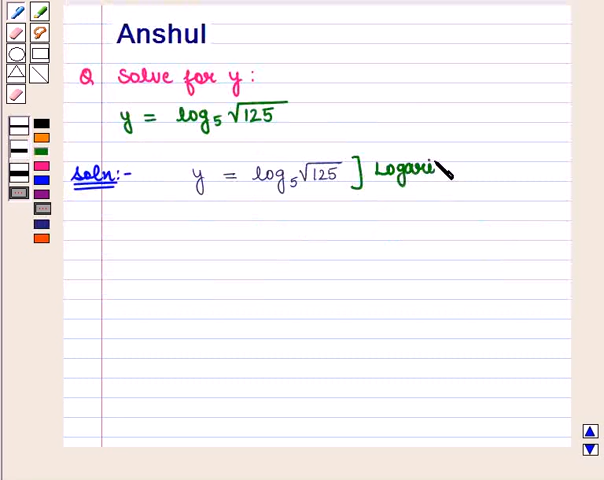 Anshul
Q Solve for y:
y = log₅ √125
Soln:- y = log₅ √125 ] Logari